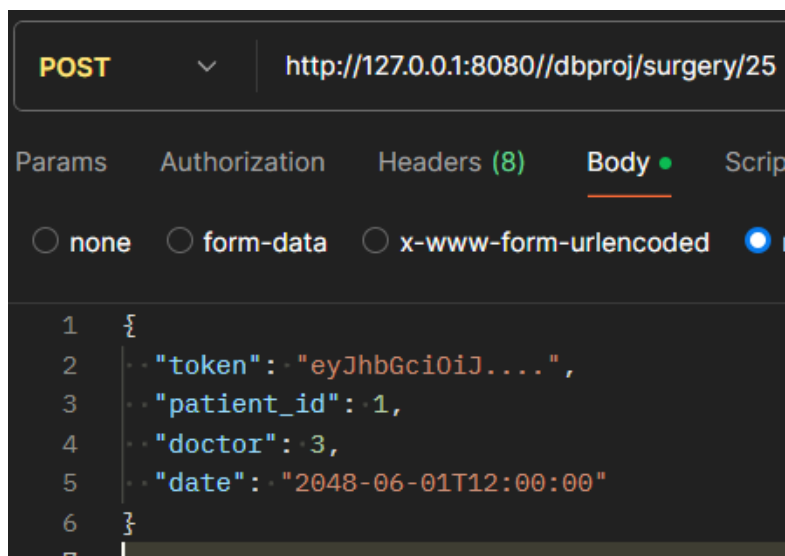 POST http://127.0.0.1:8080//dbproj/surgery/25
Params Authorization Headers (8) Body Scrip
none form-data x-www-form-urlencoded
1 {
2 "token": "eyJhbGciOiJ....",
3 "patient_id": 1,
4 "doctor": 3,
5 "date": "2048-06-01T12:00:00"
6 }